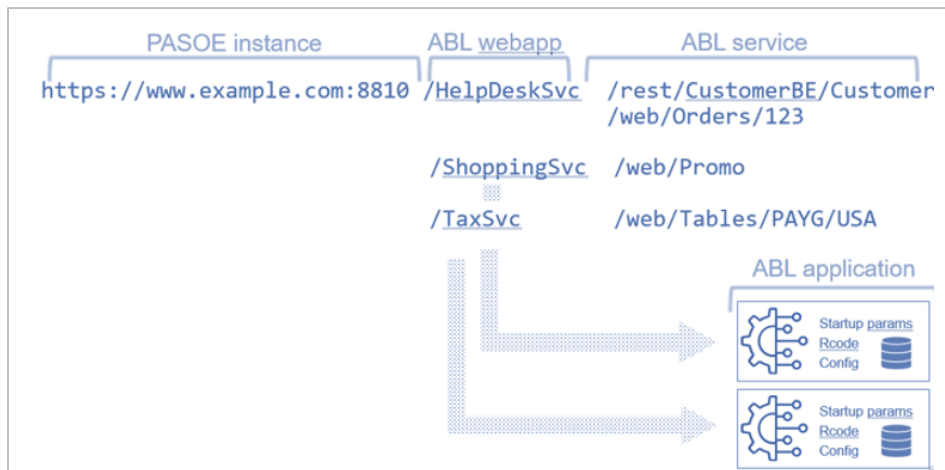 PASOE instance ABL webapp ABL service
https://www.example.com:8810 /HelpDeskSvc /rest/CustomerBE/Customer
/web/Orders/123
/ShoppingSvc /web/Promo
/TaxSvc /web/Tables/PAYG/USA
ABL application
Startup params
Rcode
Config
Startup params
Rcode
Config